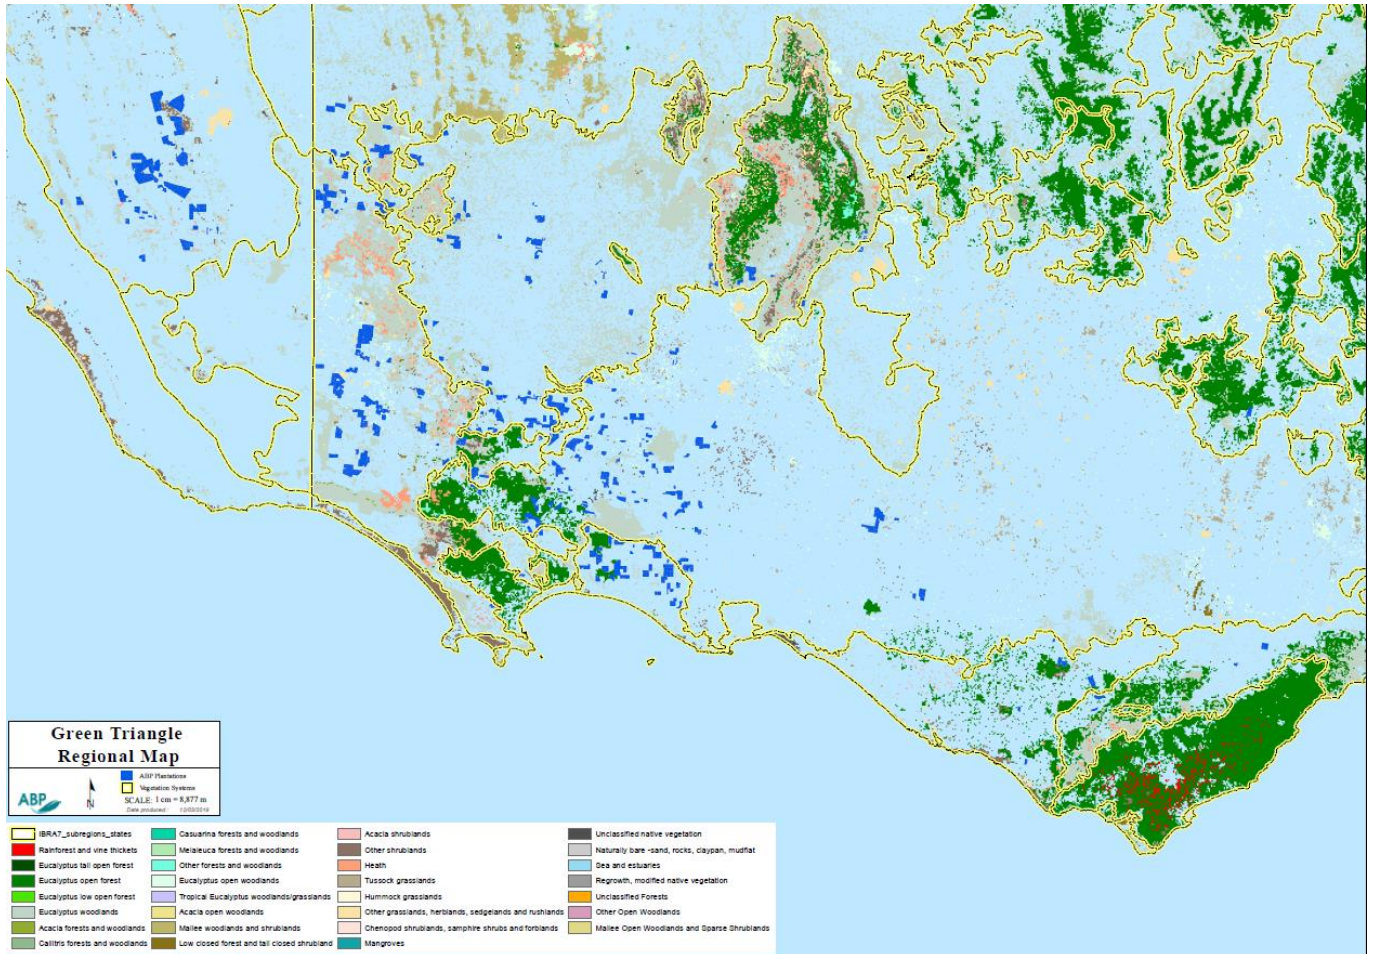 Green Triangle
Regional Map
ABP Plantations
Vegetation Systems
ABP
N
SCALE: 1 cm = 8,877 m
Date produced : 12/03/2019
IBRA7_subregions_states
Rainforest and vine thickets
Eucalyptus tall open forest
Eucalyptus open forest
Eucalyptus low open forest
Eucalyptus woodlands
Acacia forests and woodlands
Callitris forests and woodlands
Casuarina forests and woodlands
Melaleuca forests and woodlands
Other forests and woodlands
Eucalyptus open woodlands
Tropical Eucalyptus woodlands/grasslands
Acacia open woodlands
Mallee woodlands and shrublands
Low closed forest and tall closed shrubland
Acacia shrublands
Other shrublands
Heath
Tussock grasslands
Hummock grasslands
Other grasslands, herblands, sedgelands and rushlands
Chenopod shrublands, samphire shrubs and forblands
Mangroves
Unclassified native vegetation
Naturally bare -sand, rocks, claypan, mudflat
Sea and estuaries
Regrowth, modified native vegetation
Unclassified Forests
Other Open Woodlands
Mallee Open Woodlands and Sparse Shrublands